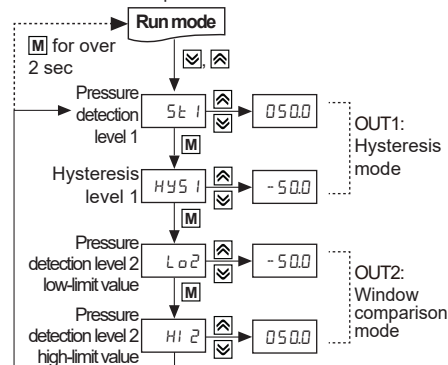 Run mode
M for over
2 sec
,
Pressure
detection
level 1
St 1
050.0
M
OUT1:
Hysteresis
mode
Hysteresis
level 1
HYS 1
-50.0
M
Pressure
detection level 2
low-limit value
Lo2
-50.0
M
OUT2:
Window
comparison
mode
Pressure
detection level 2
high-limit value
HI 2
050.0